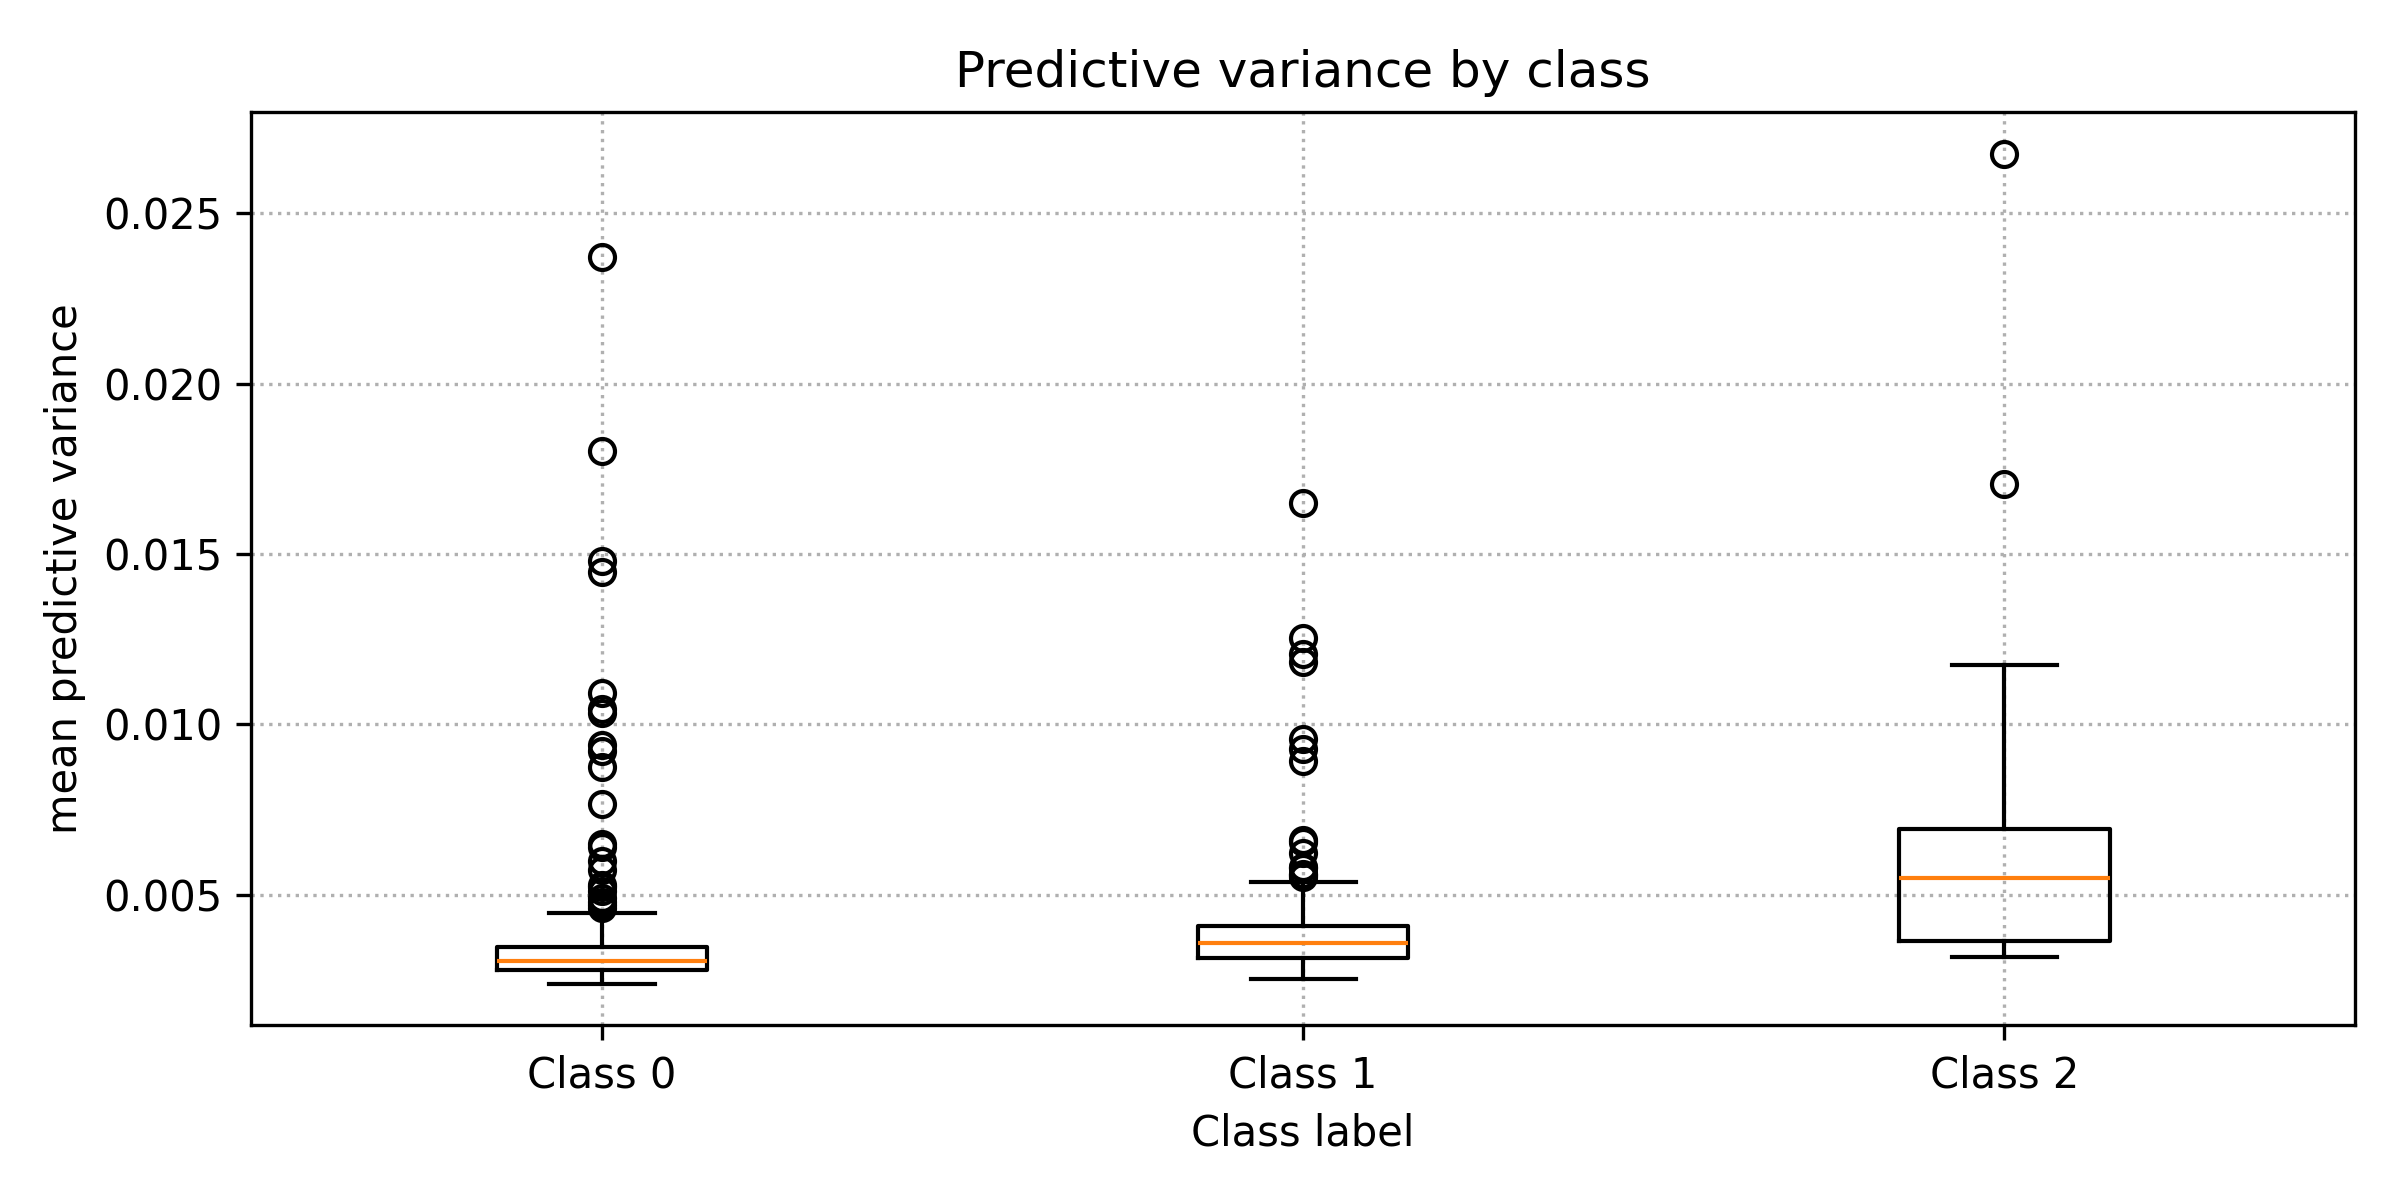 Predictive variance by class
mean predictive variance
0.025
0.020
0.015
0.010
0.005
Class 0
Class 1
Class 2
Class label